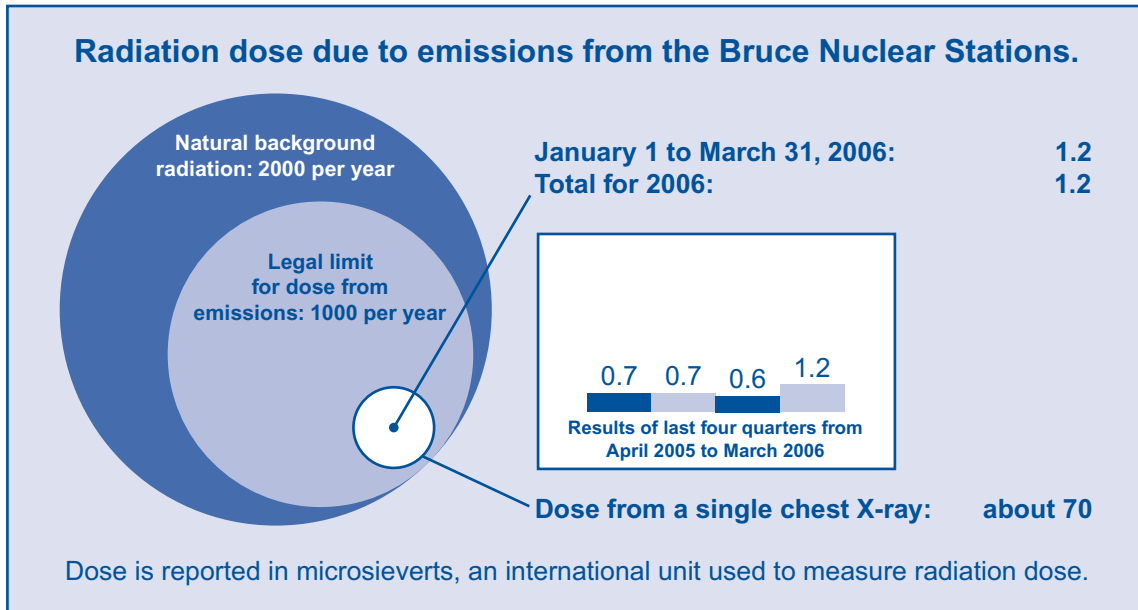 Radiation dose due to emissions from the Bruce Nuclear Stations.
Natural background
radiation: 2000 per year
Legal limit
for dose from
emissions: 1000 per year
January 1 to March 31, 2006: 1.2
Total for 2006: 1.2
0.7 0.7 0.6 1.2
Results of last four quarters from
April 2005 to March 2006
Dose from a single chest X-ray: about 70
Dose is reported in microsieverts, an international unit used to measure radiation dose.